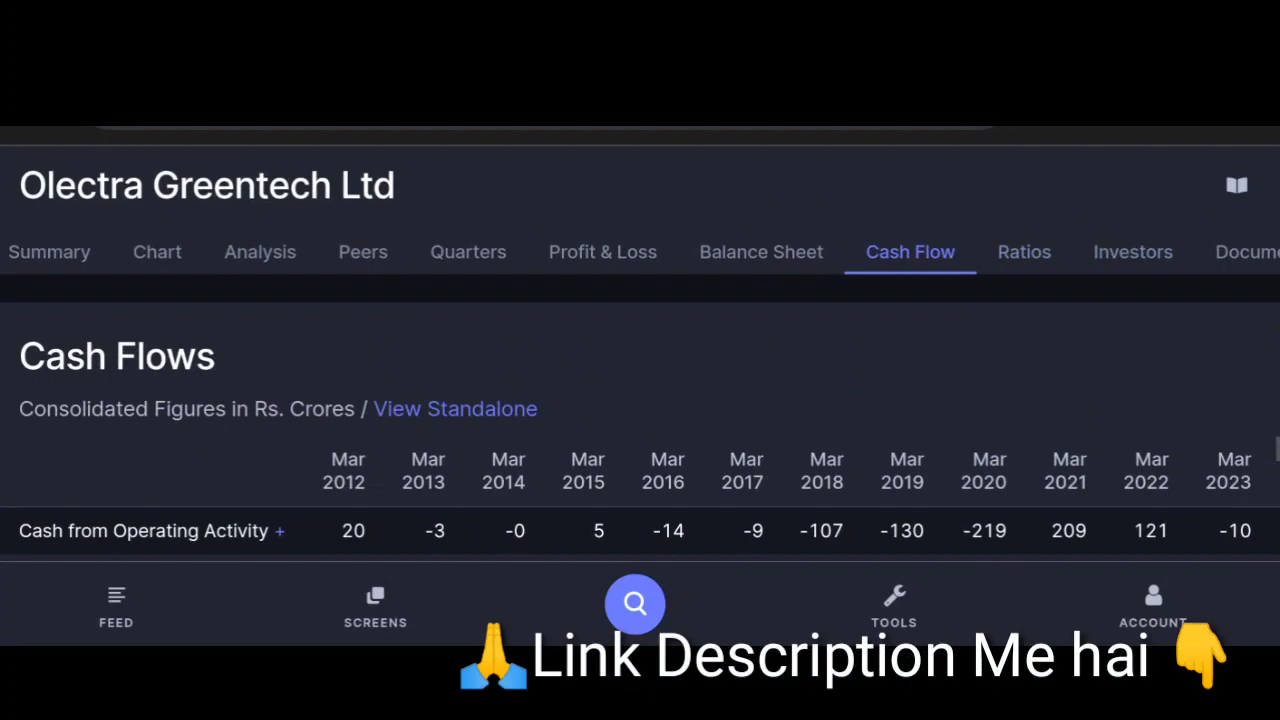 Olectra Greentech Ltd
Summary Chart Analysis Peers Quarters Profit & Loss Balance Sheet Cash Flow Ratios Investors Docume
Cash Flows
Consolidated Figures in Rs. Crores / View Standalone
Mar Mar Mar Mar Mar Mar Mar Mar Mar Mar Mar Mar
2012 2013 2014 2015 2016 2017 2018 2019 2020 2021 2022 2023
Cash from Operating Activity + 20 -3 -0 5 -14 -9 -107 -130 -219 209 121 -10
FEED SCREENS TOOLS ACCOUNT
🙏Link Description Me hai 👇